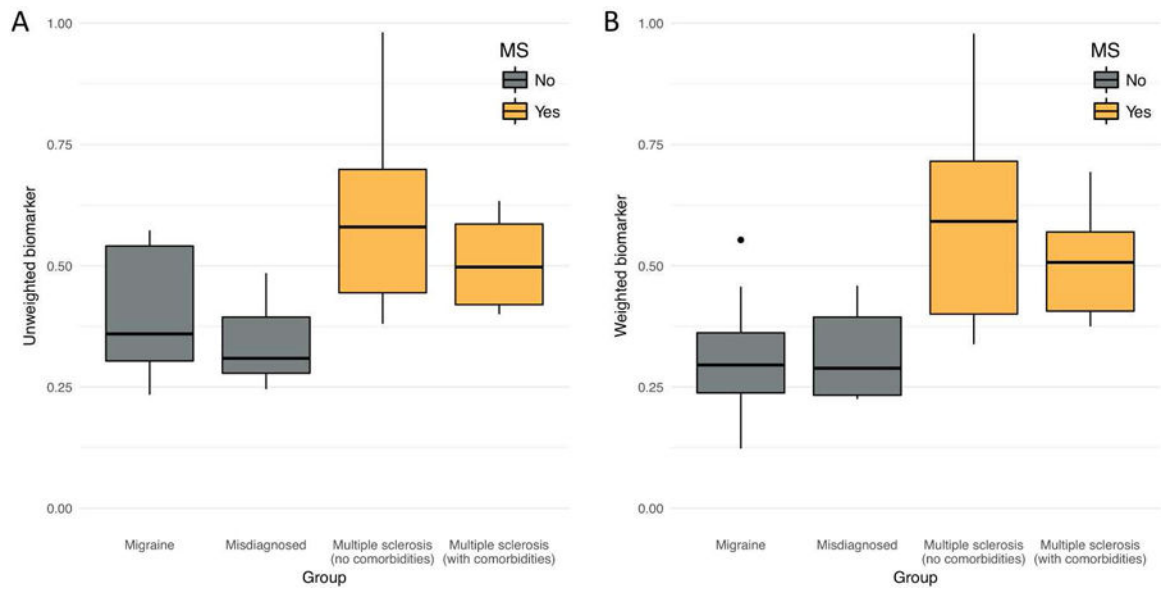 A
Unweighted biomarker
1.00
0.75
0.50
0.25
0.00
MS
No
Yes
Migraine
Misdiagnosed
Multiple sclerosis
(no comorbidities)
Multiple sclerosis
(with comorbidities)
Group
B
Weighted biomarker
1.00
0.75
0.50
0.25
0.00
MS
No
Yes
Migraine
Misdiagnosed
Multiple sclerosis
(no comorbidities)
Multiple sclerosis
(with comorbidities)
Group